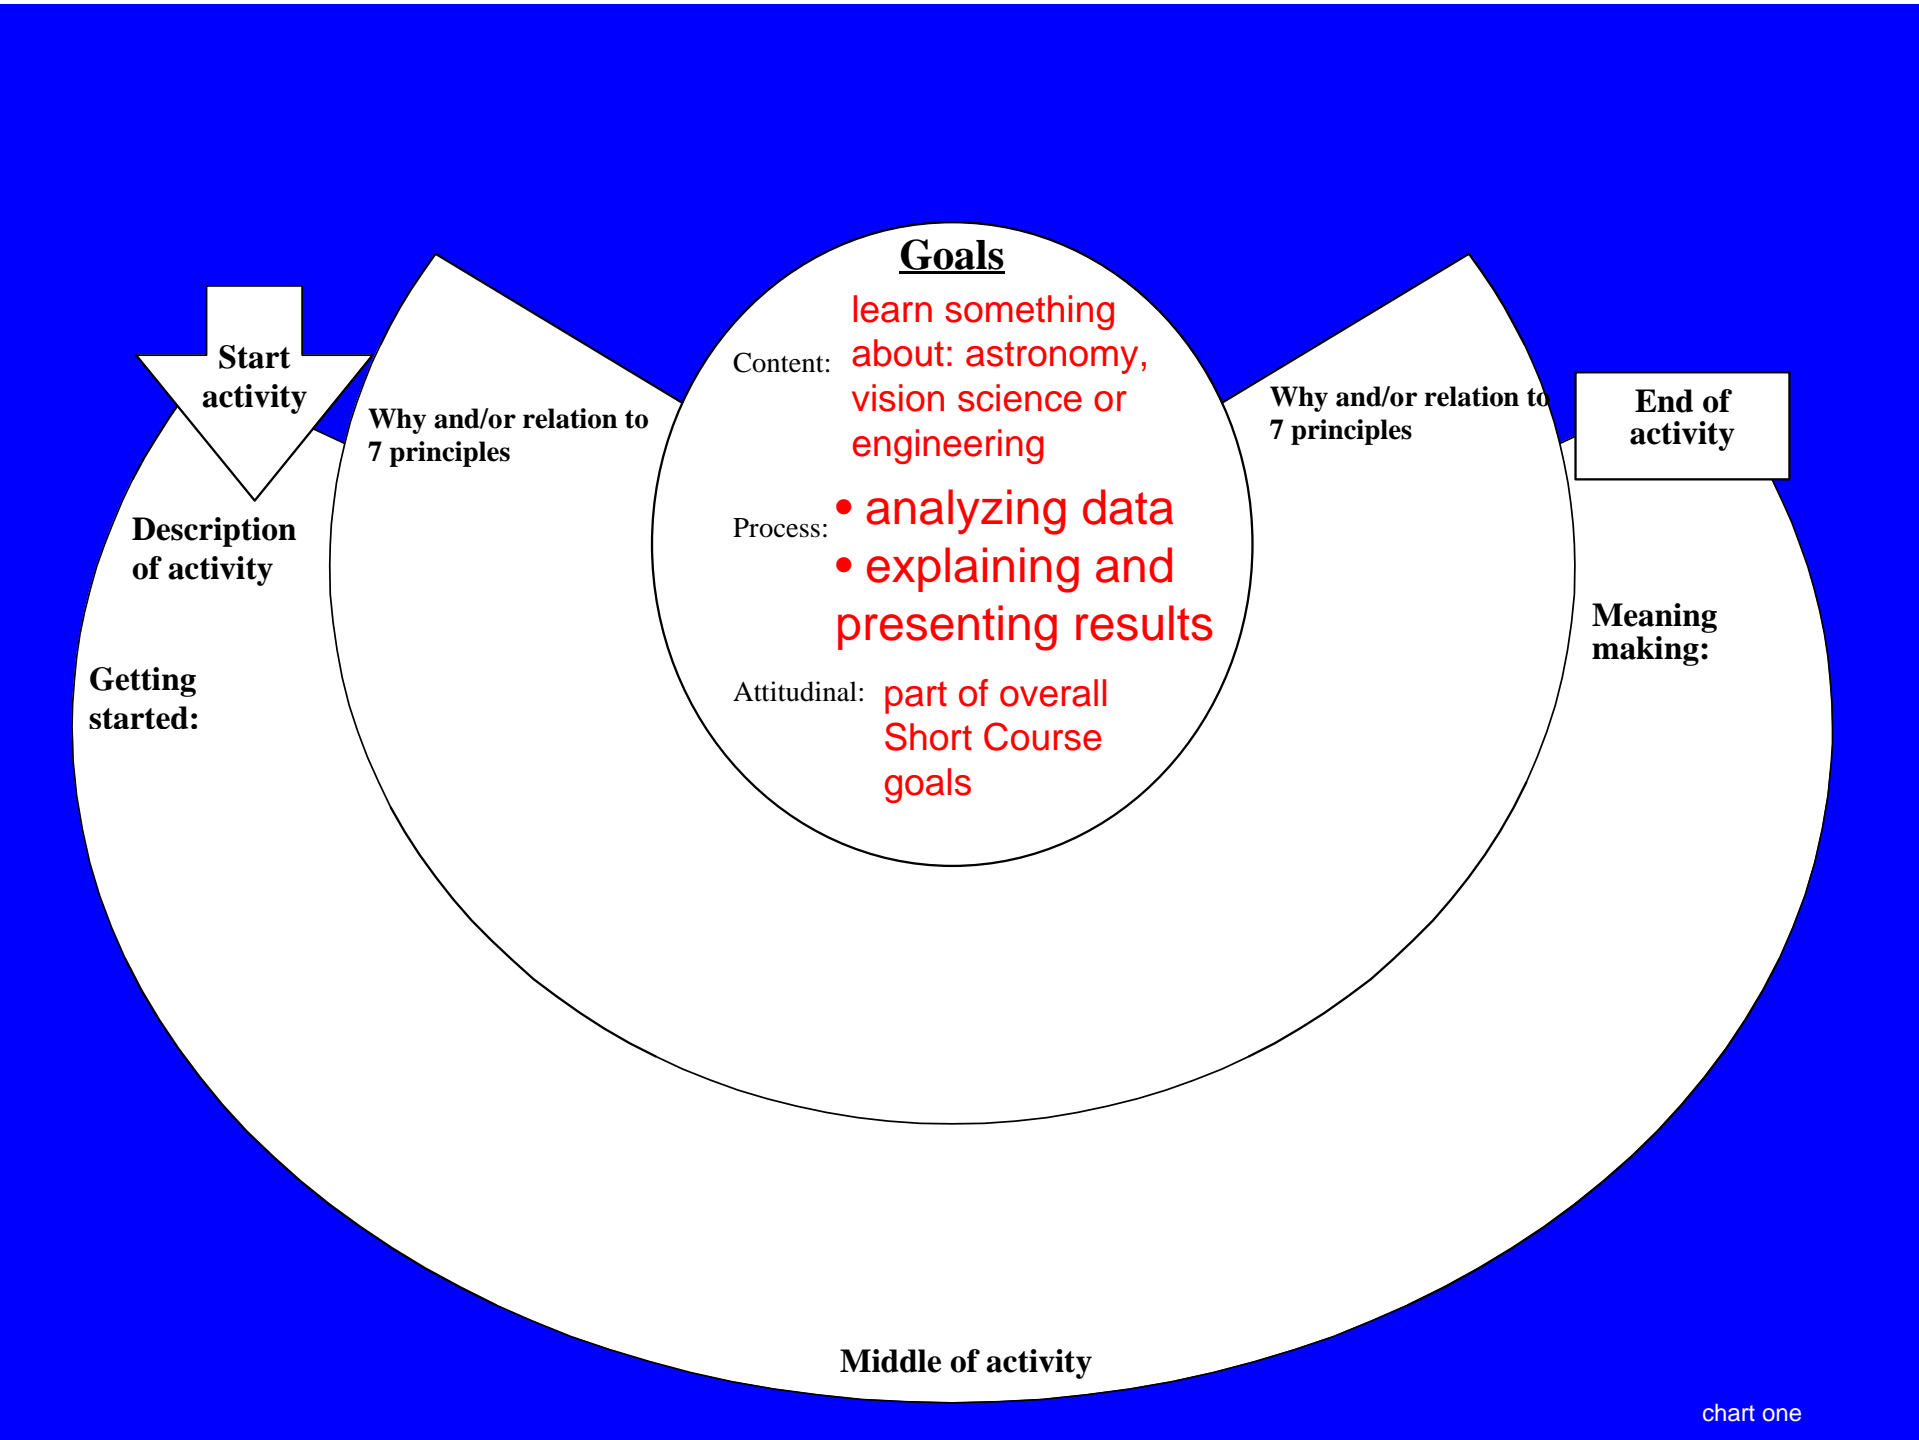 Goals
Content:
learn something
about: astronomy,
vision science or
engineering
Process:
• analyzing data
• explaining and
presenting results
Attitudinal:
part of overall
Short Course
goals
Start
activity
Why and/or relation to
7 principles
Why and/or relation to
7 principles
End of
activity
Description
of activity
Getting
started:
Meaning
making:
Middle of activity
chart one